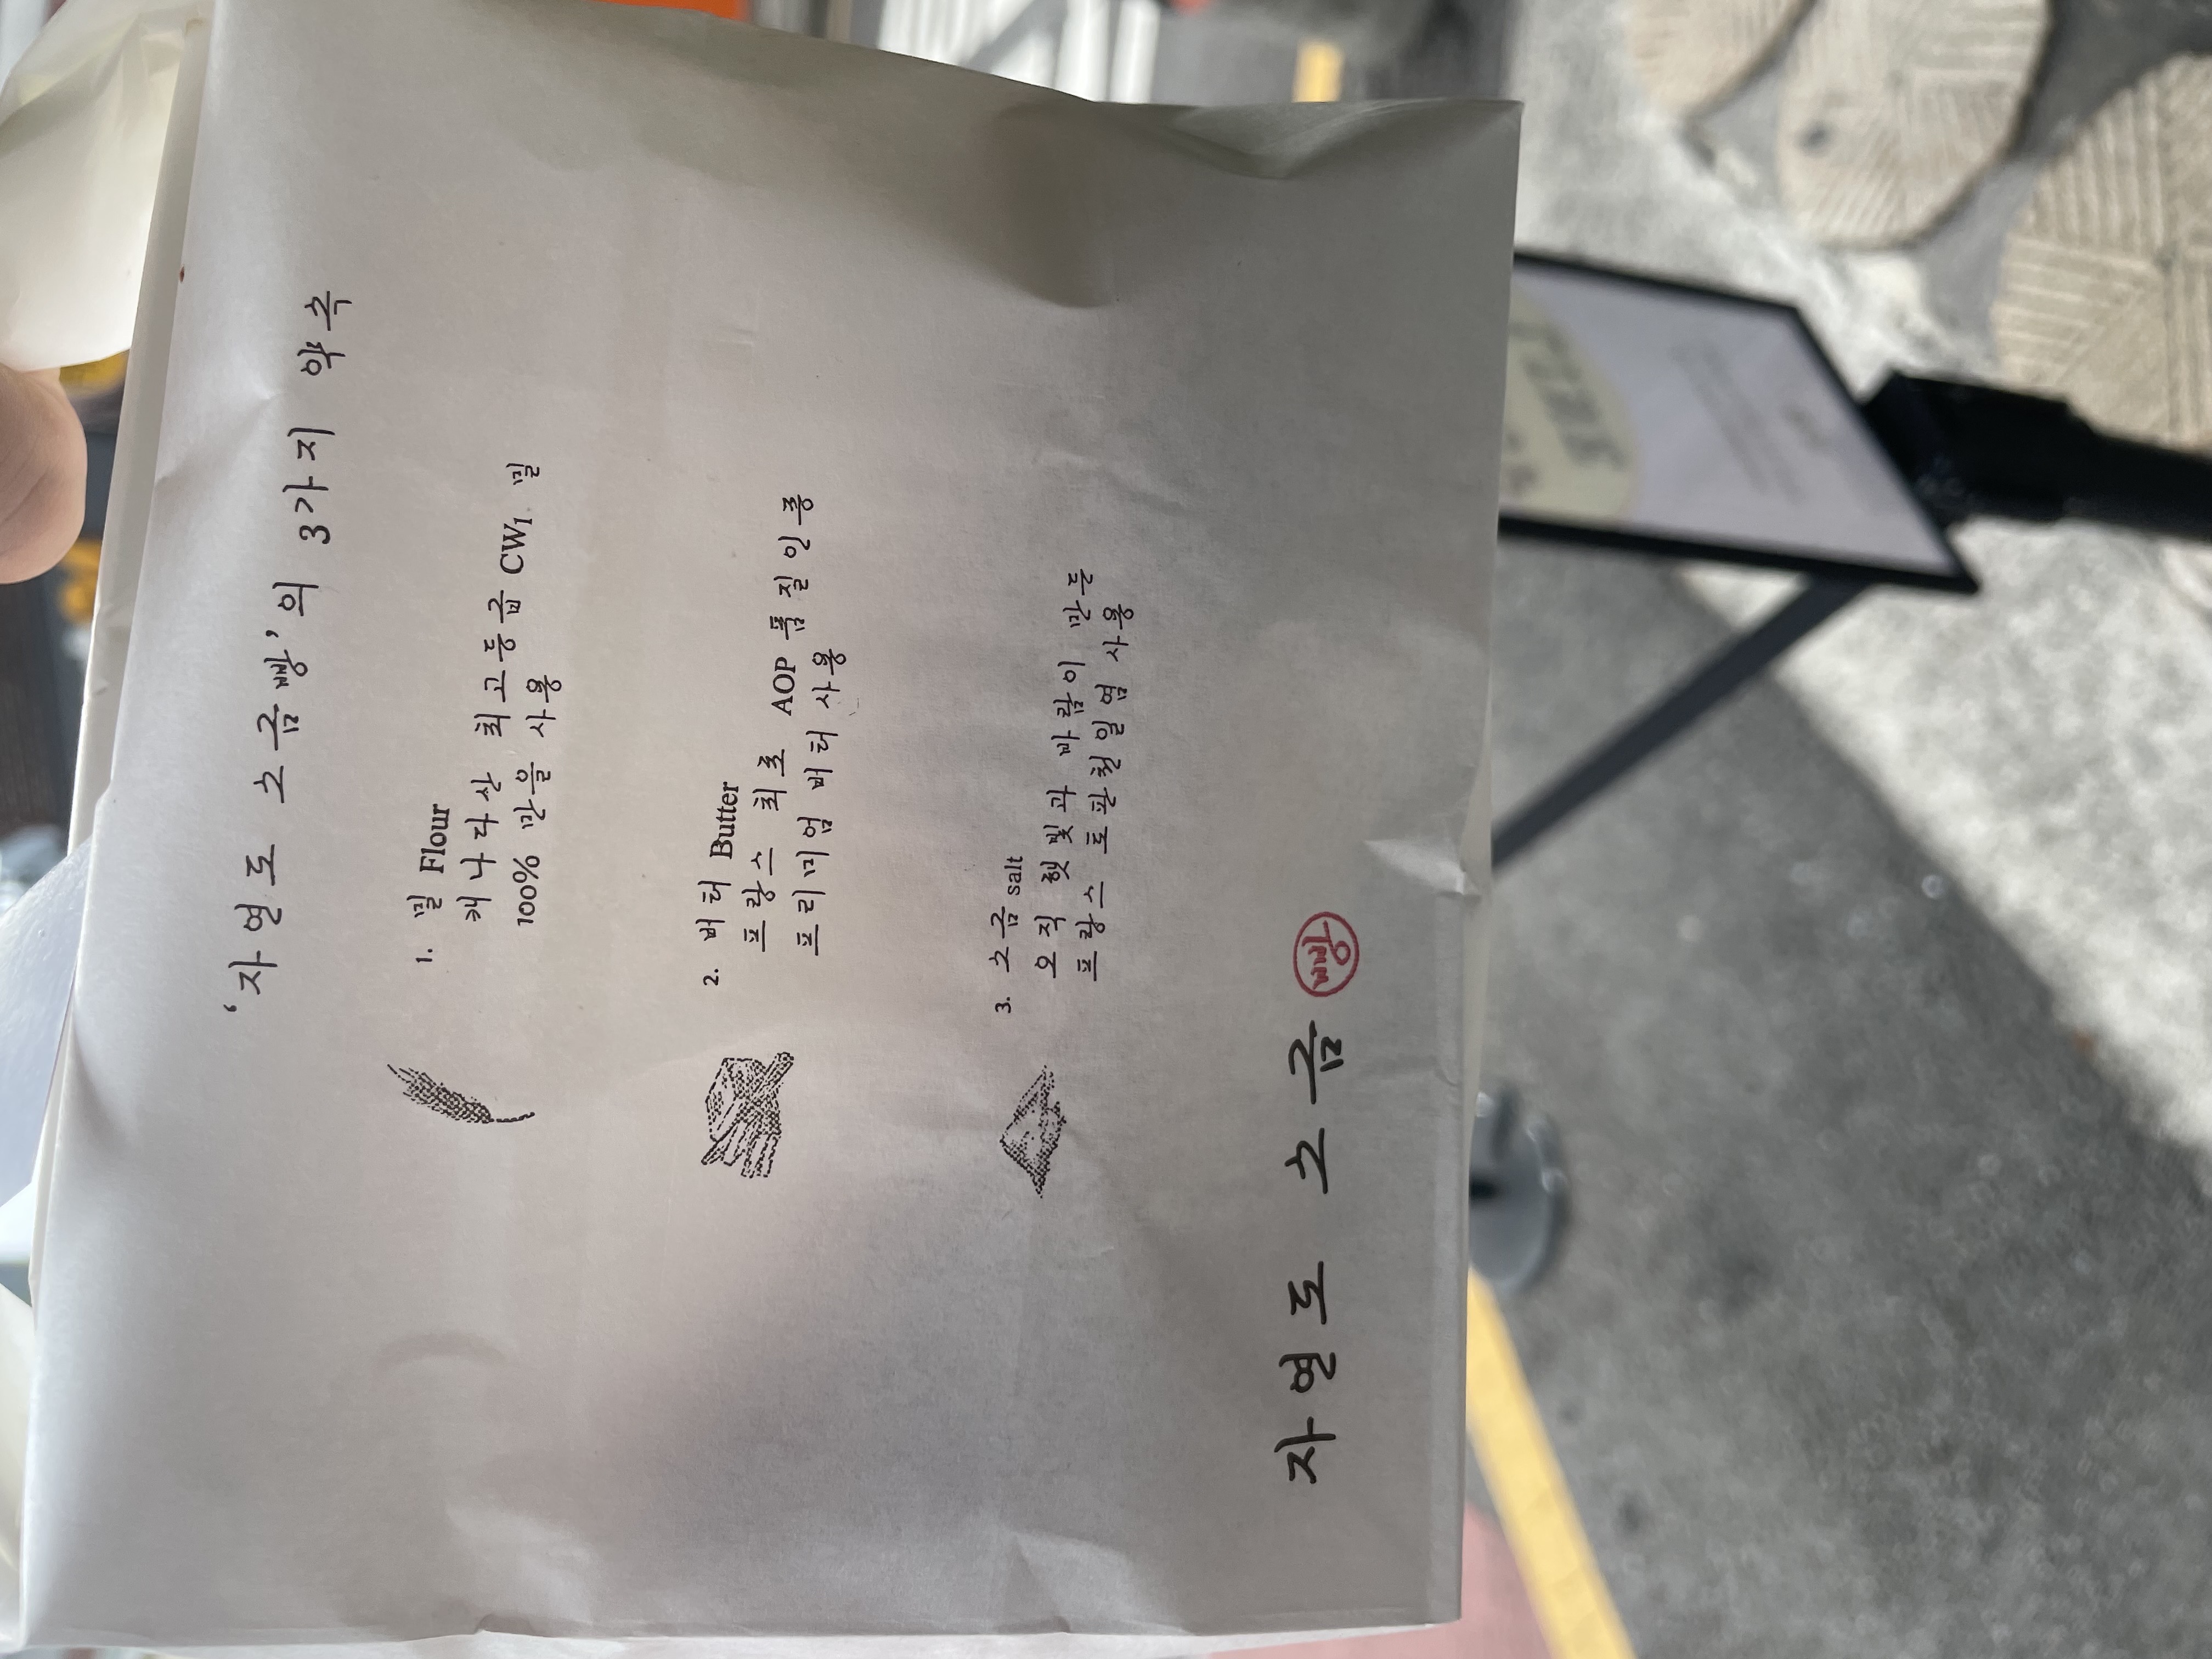 ‘자연도 소금빵’의 3가지 약속
1. 밀 Flour
캐나다산 최고등급 CW1 밀
100% 만을 사용
2. 버터 Butter
프랑스 최초 AOP 품질인증
프리미엄 버터 사용
3. 소금 salt
오직 햇빛과 바람이 만든
프랑스 토판천일염 사용
자연도 소금 빵